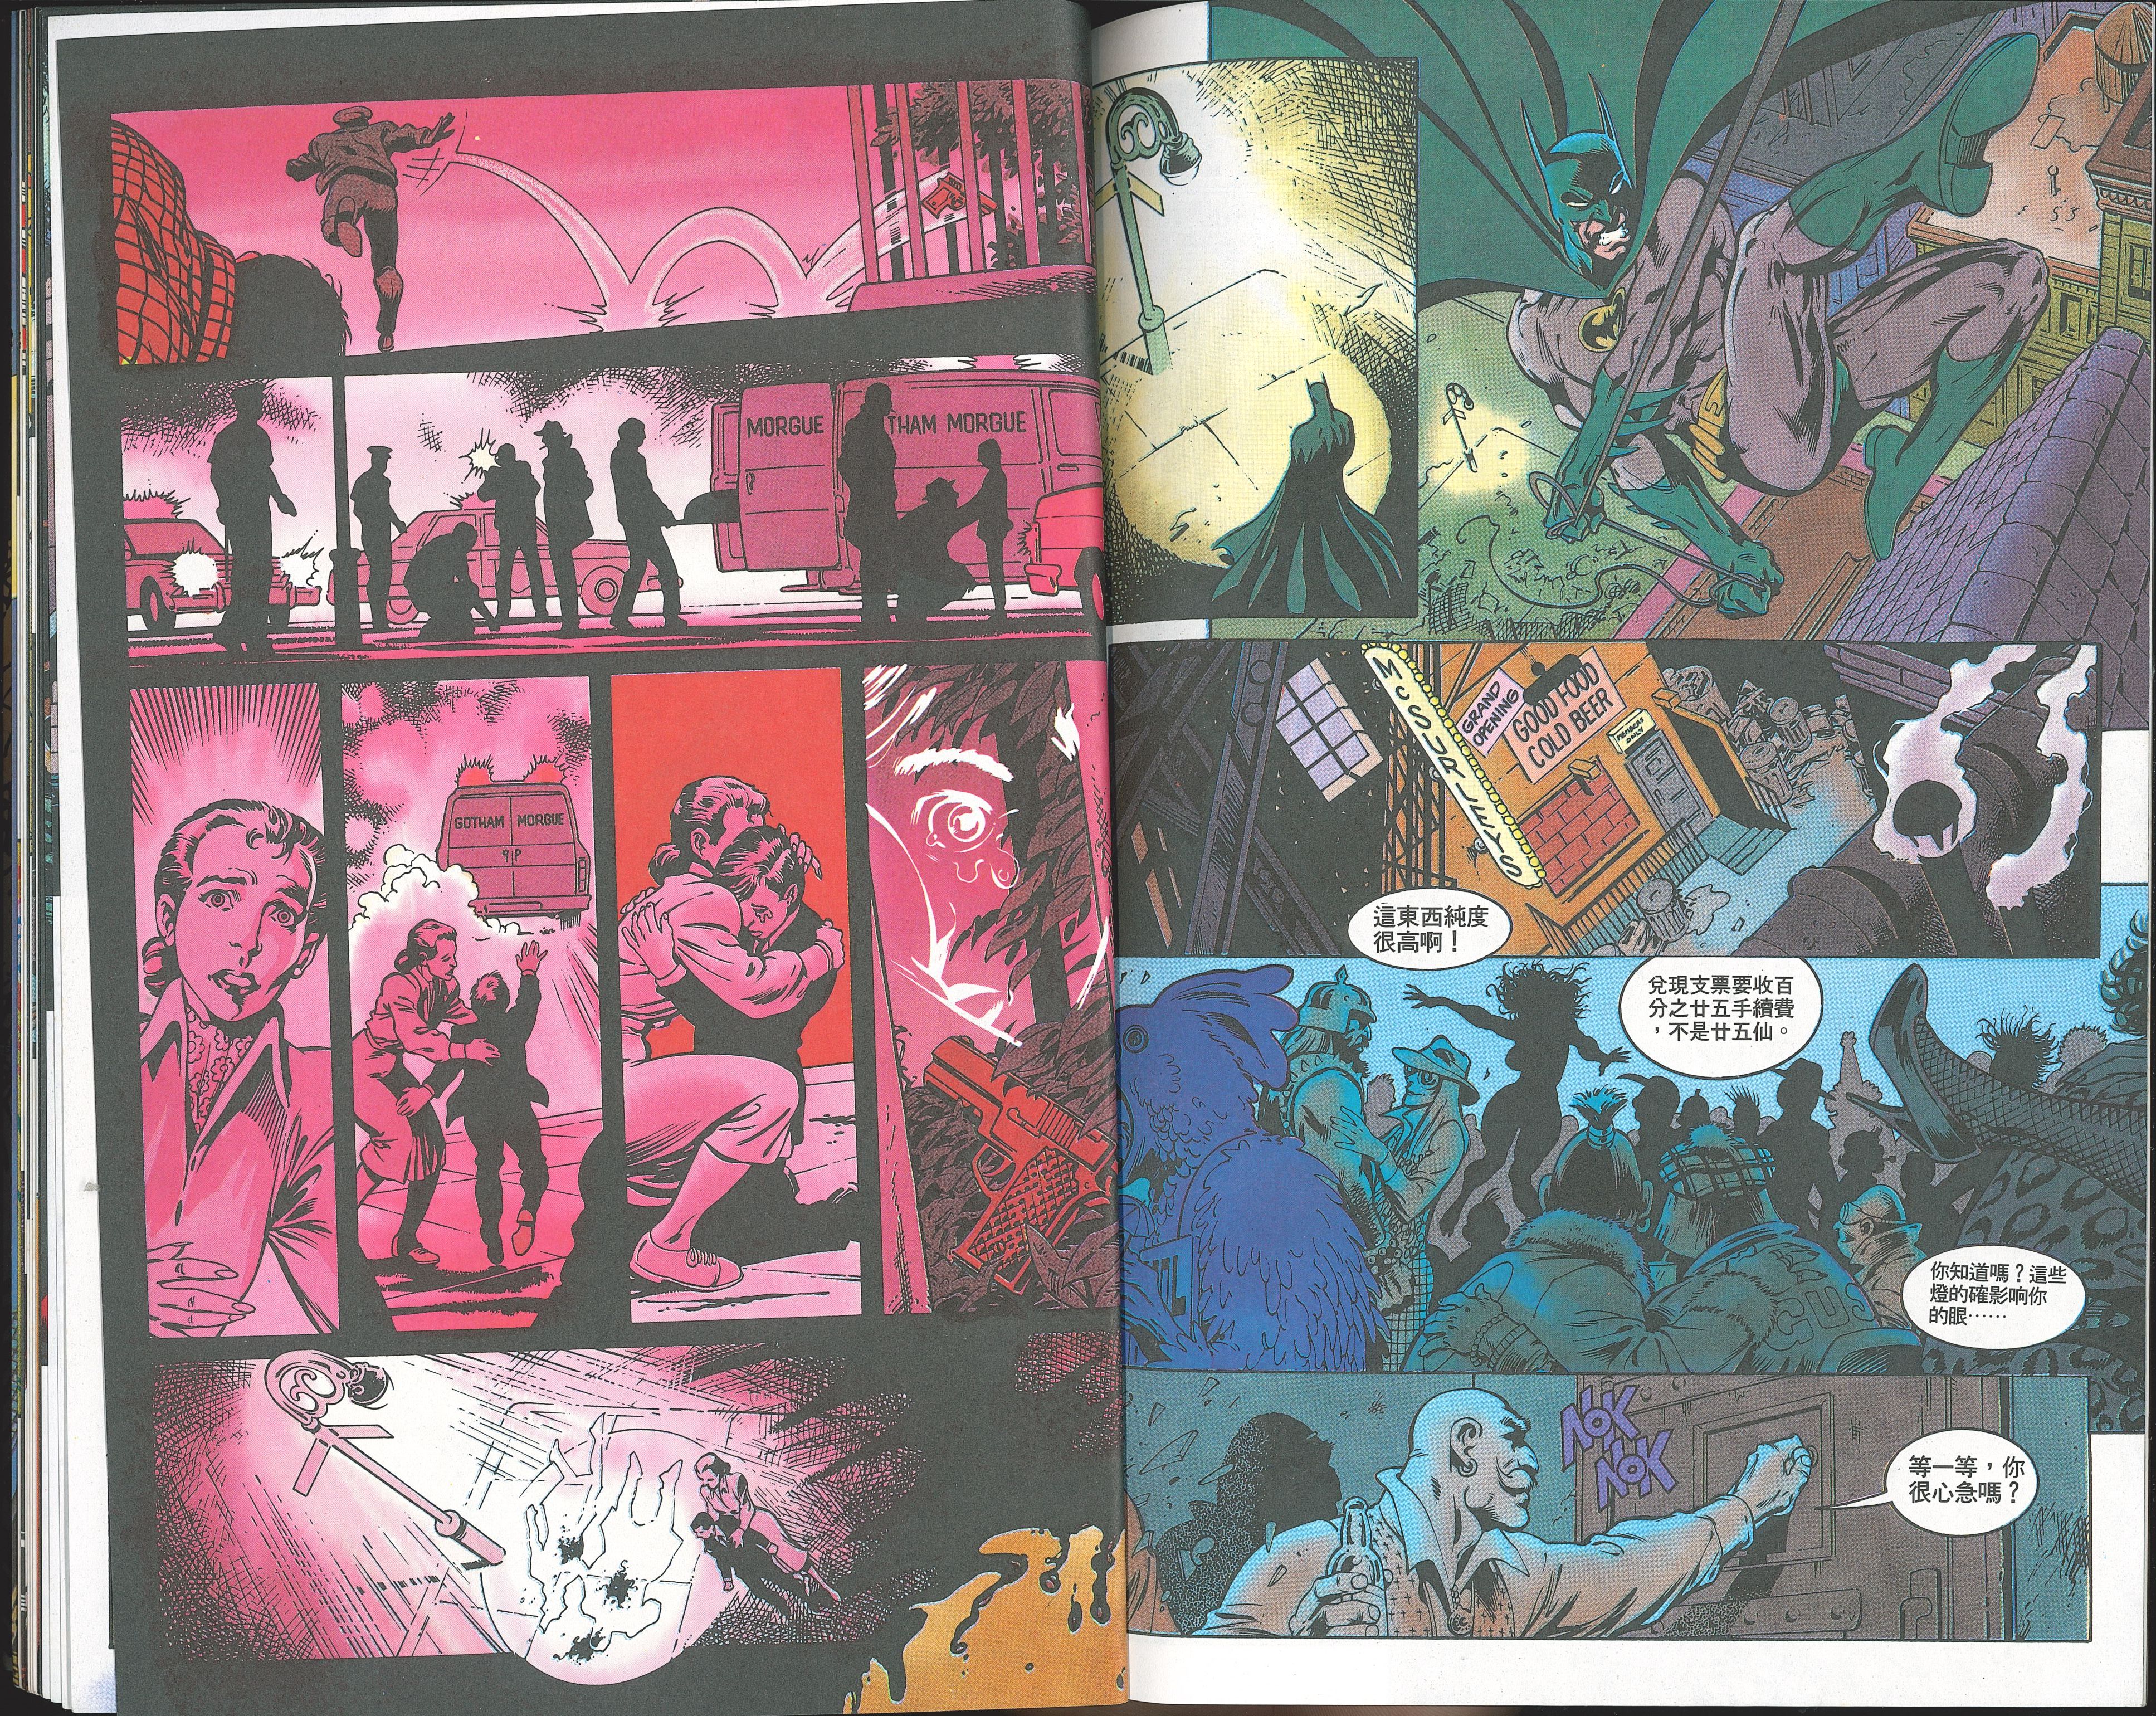 MORGUE
THAM MORGUE
GOTHAM MORGUE
McSURLEYS
GRAND
OPENING
GOOD FOOD
COLD BEER
MEMBERS
ONLY
這東西純度
很高啊！
兌現支票要收百
分之廿五手續費
，不是廿五仙。
你知道嗎？這些
燈的確影响你
的眼⋯⋯
NOK
NOK
等一等，你
很心急嗎？